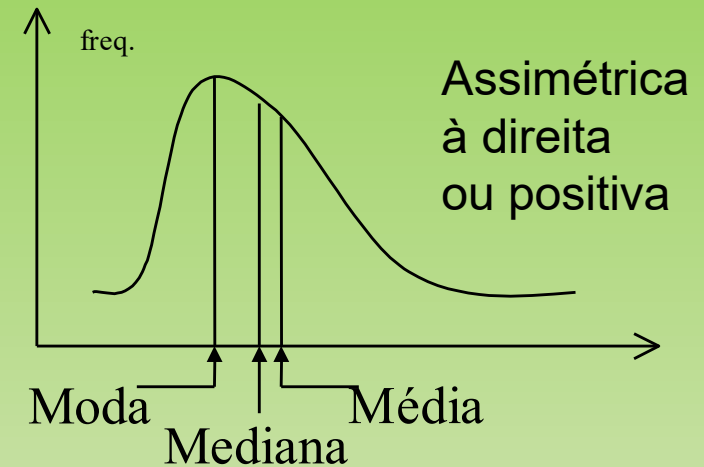 freq.
Assimétrica
à direita
ou positiva
Moda
Média
Mediana